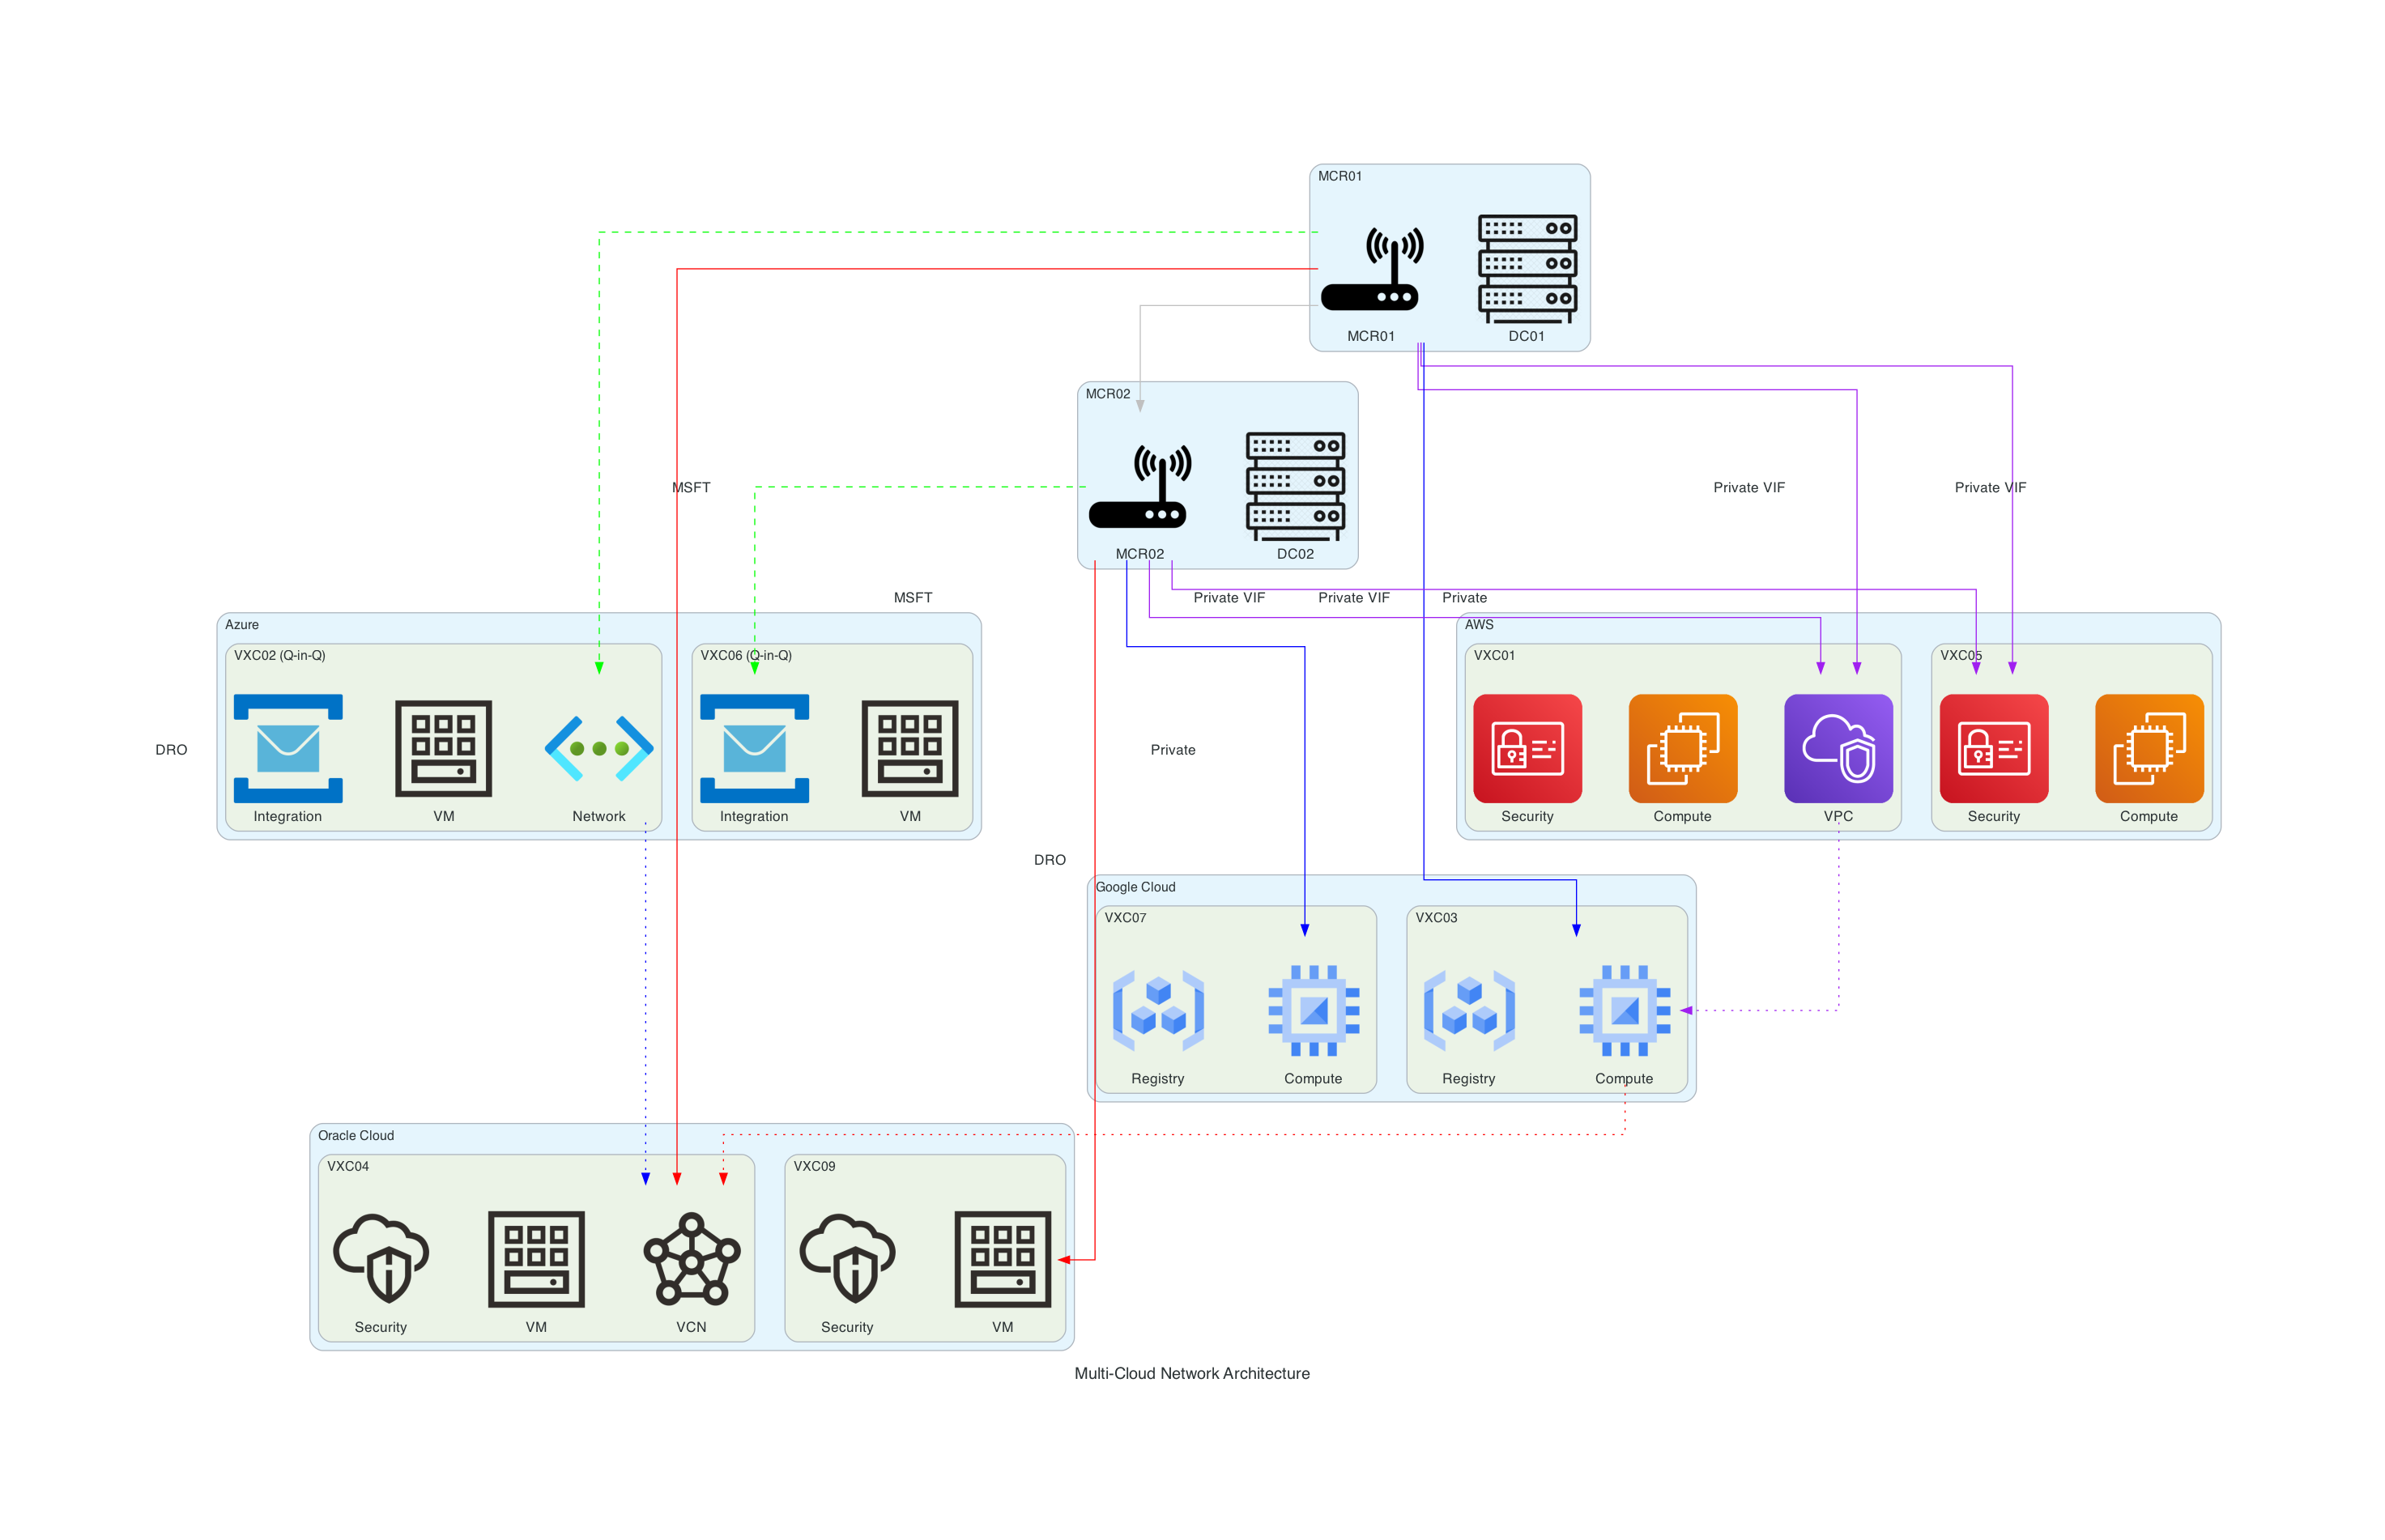 MCR01
MCR01
DC01
MCR02
MCR02
DC02
MSFT
Private VIF
Private VIF
MSFT
Private VIF
Private VIF
Private
Azure
VXC02 (Q-in-Q)
Integration
VM
Network
VXC06 (Q-in-Q)
Integration
VM
AWS
VXC01
Security
Compute
VPC
VXC05
Security
Compute
DRO
Private
DRO
Google Cloud
VXC07
Registry
Compute
VXC03
Registry
Compute
Oracle Cloud
VXC04
Security
VM
VCN
VXC09
Security
VM
Multi-Cloud Network Architecture